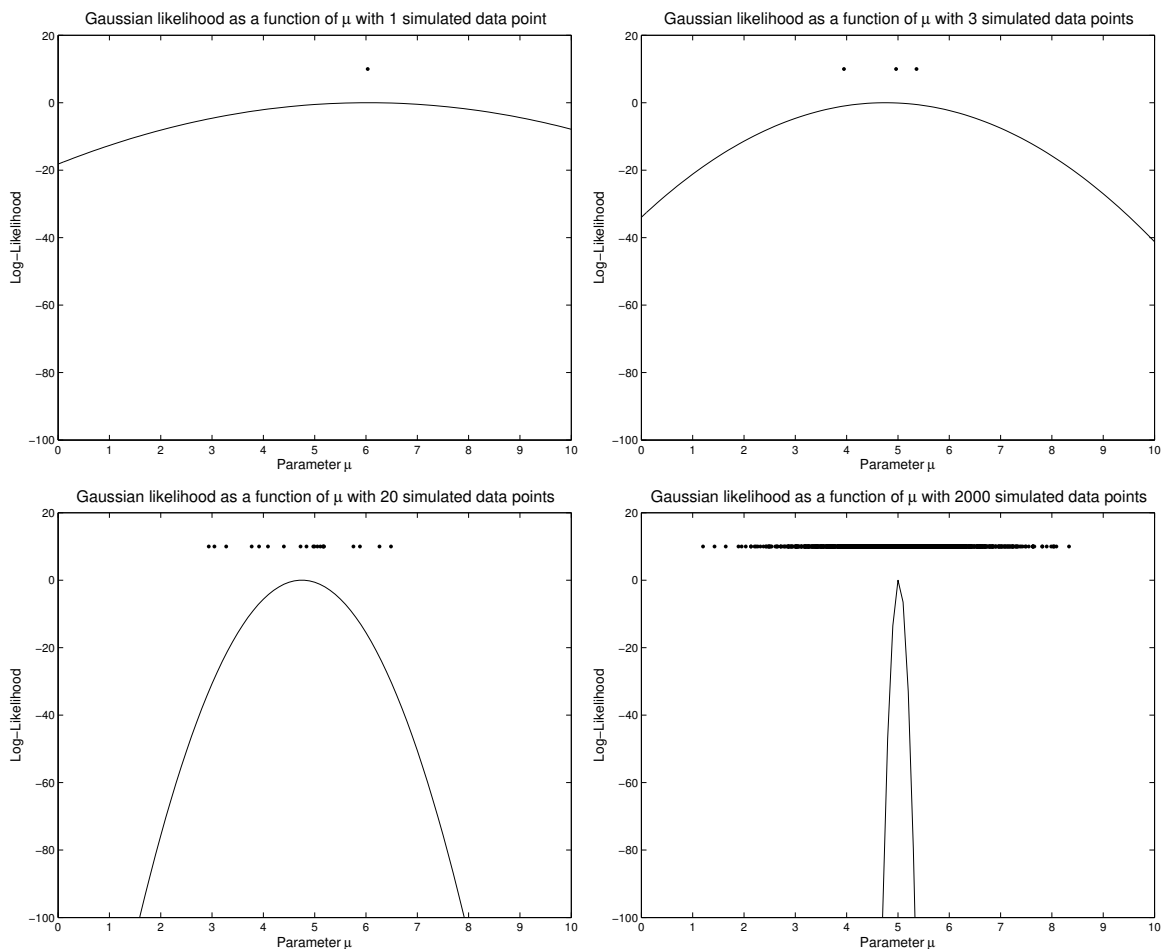 Gaussian likelihood as a function of μ with 1 simulated data point
20
0
−20
−40
−60
−80
−100
Log−Likelihood
0 1 2 3 4 5 6 7 8 9 10
Parameter μ
Gaussian likelihood as a function of μ with 3 simulated data points
20
0
−20
−40
−60
−80
−100
Log−Likelihood
0 1 2 3 4 5 6 7 8 9 10
Parameter μ
Gaussian likelihood as a function of μ with 20 simulated data points
20
0
−20
−40
−60
−80
−100
Log−Likelihood
0 1 2 3 4 5 6 7 8 9 10
Parameter μ
Gaussian likelihood as a function of μ with 2000 simulated data points
20
0
−20
−40
−60
−80
−100
Log−Likelihood
0 1 2 3 4 5 6 7 8 9 10
Parameter μ